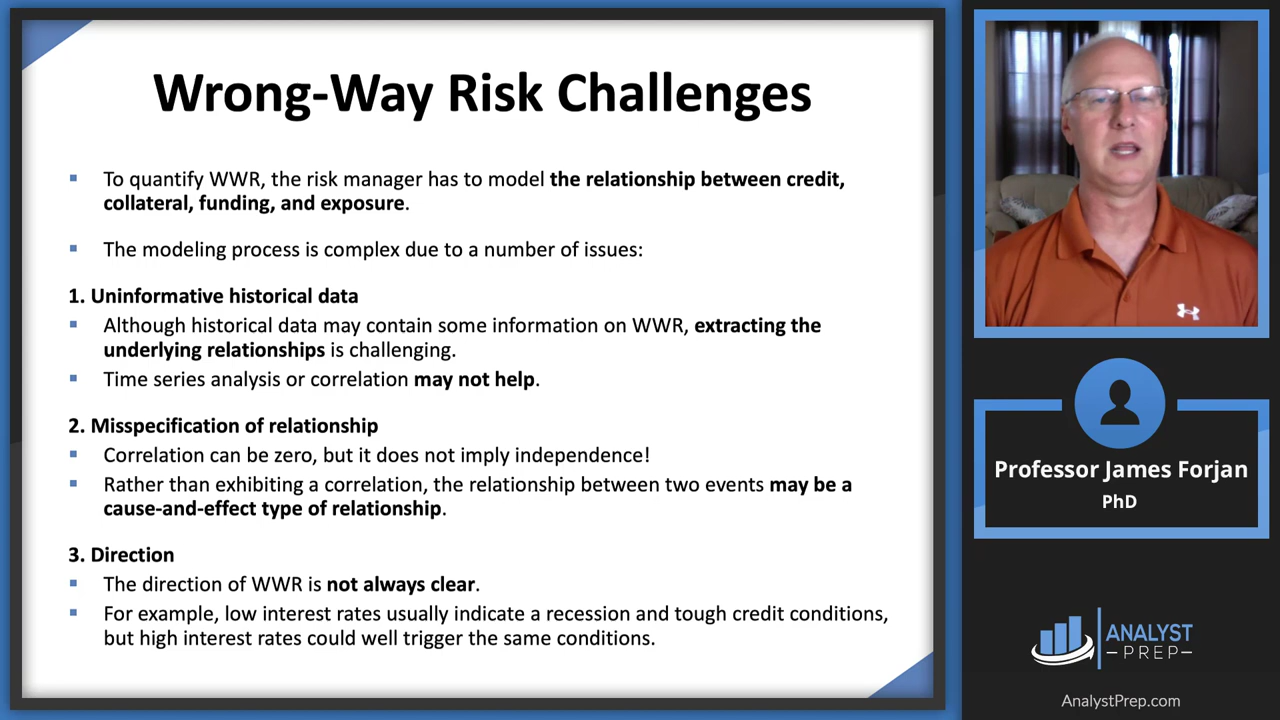 Wrong-Way Risk Challenges
To quantify WWR, the risk manager has to model the relationship between credit,
collateral, funding, and exposure.
The modeling process is complex due to a number of issues:
1. Uninformative historical data
Although historical data may contain some information on WWR, extracting the
underlying relationships is challenging.
Time series analysis or correlation may not help.
2. Misspecification of relationship
Correlation can be zero, but it does not imply independence!
Rather than exhibiting a correlation, the relationship between two events may be a
cause-and-effect type of relationship.
3. Direction
The direction of WWR is not always clear.
For example, low interest rates usually indicate a recession and tough credit conditions,
but high interest rates could well trigger the same conditions.
Professor James Forjan
PhD
ANALYST
PREP
AnalystPrep.com